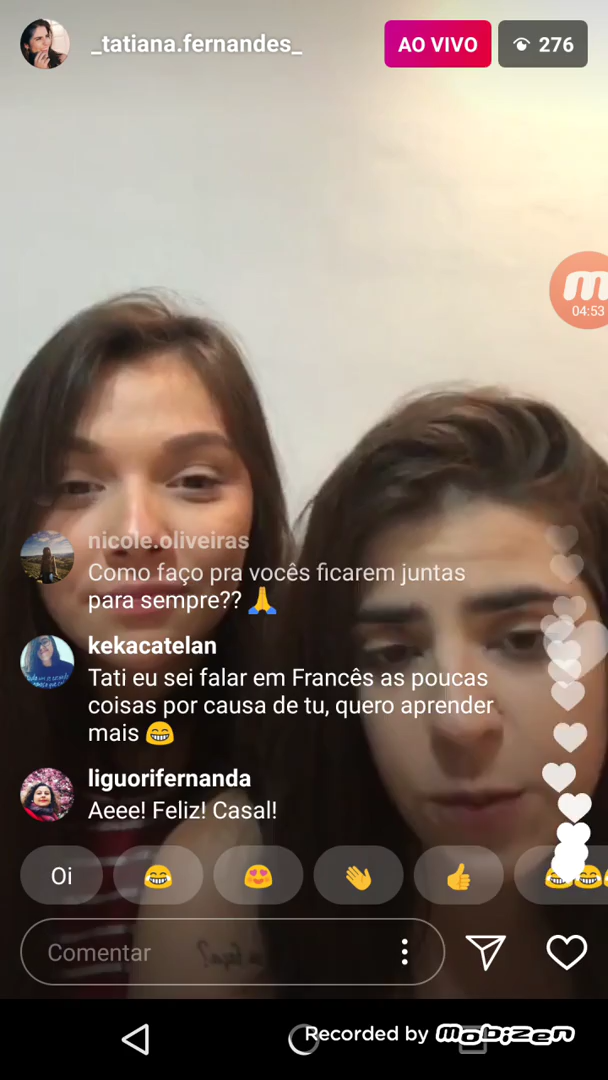 _tatiana.fernandes_
AO VIVO
276
04:53
nicole.oliveiras
Como faço pra vocês ficarem juntas
para sempre?? 🙏
kekacatelan
Tati eu sei falar em Francês as poucas
coisas por causa de tu, quero aprender
mais 😂
liguorifernanda
Aeee! Feliz! Casal!
Oi 😂 😍 👏 👍 😂😂
Comentar
Recorded by mobizen